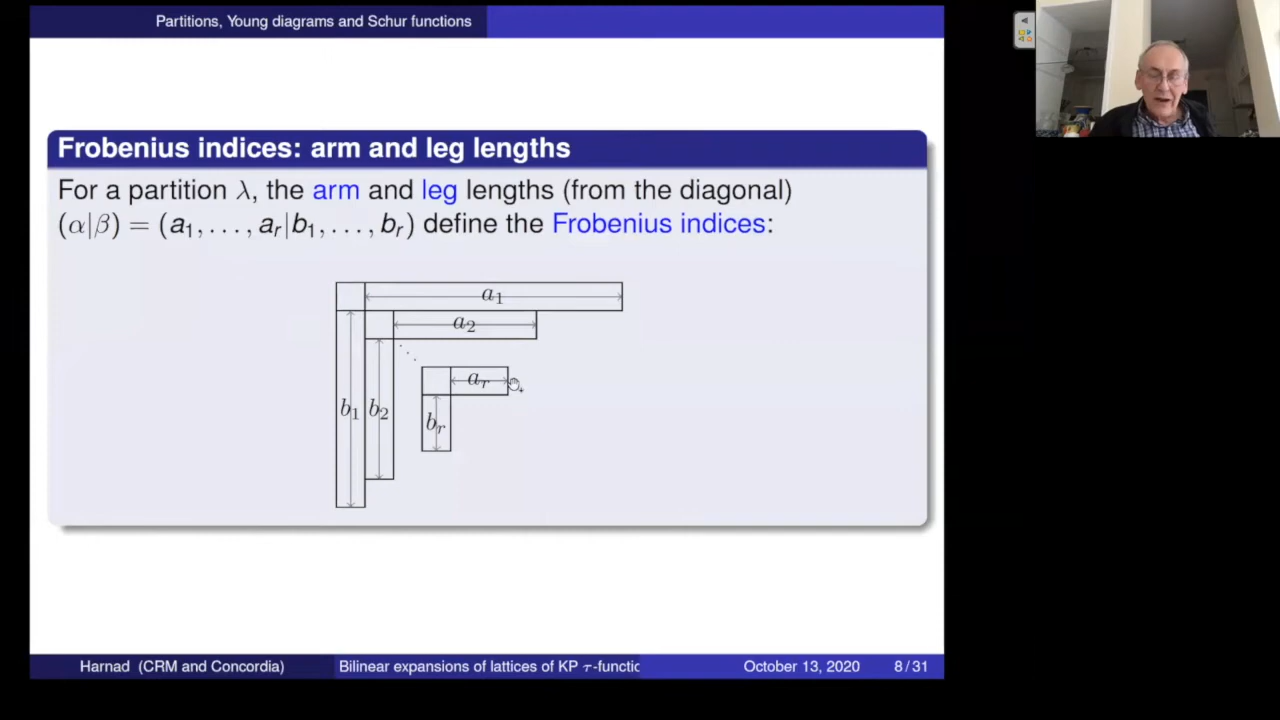 Partitions, Young diagrams and Schur functions
Frobenius indices: arm and leg lengths
For a partition λ, the arm and leg lengths (from the diagonal)
(α|β) = (a₁, . . . , aᵣ|b₁, . . . , bᵣ) define the Frobenius indices:
a₁
a₂
aᵣ
b₁ b₂
bᵣ
Harnad (CRM and Concordia) Bilinear expansions of lattices of KP τ-functic October 13, 2020 8 / 31